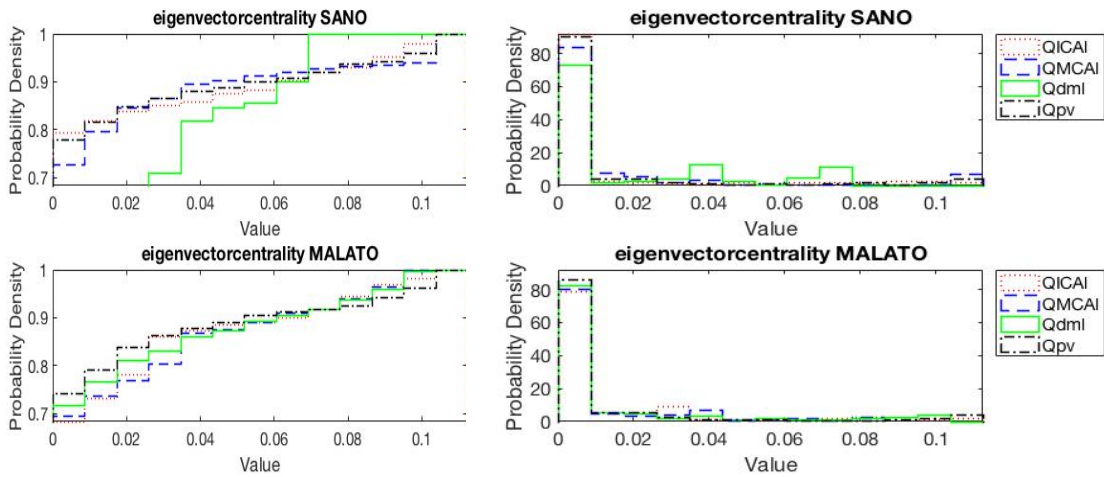 eigenvectorcentrality SANO
1
0.9
0.8
0.7
Probability Density
0
0.02
0.04
0.06
0.08
0.1
Value
eigenvectorcentrality SANO
80
60
40
20
0
Probability Density
0
0.02
0.04
0.06
0.08
0.1
Value
QICAI
QMCAI
Qdml
Qpv
eigenvectorcentrality MALATO
1
0.9
0.8
0.7
Probability Density
0
0.02
0.04
0.06
0.08
0.1
Value
eigenvectorcentrality MALATO
80
60
40
20
0
Probability Density
0
0.02
0.04
0.06
0.08
0.1
Value
QICAI
QMCAI
Qdml
Qpv